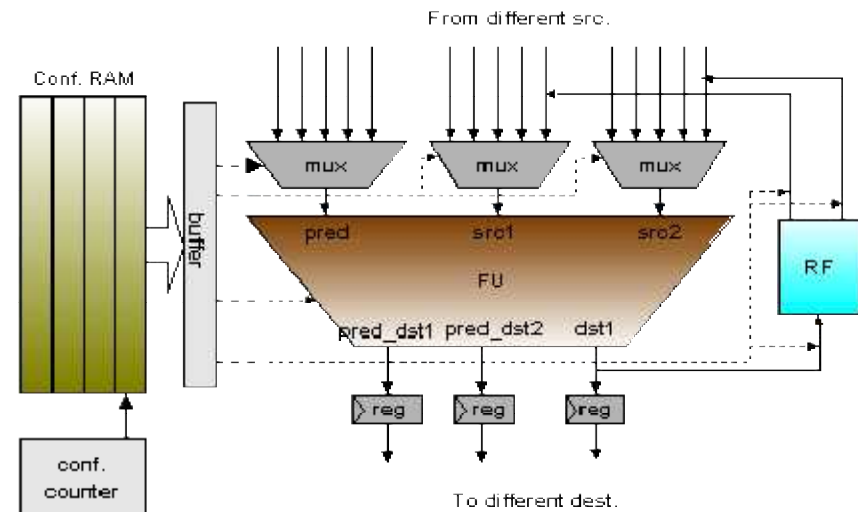 From different src.
Conf. RAM
mux
mux
mux
buffer
pred
src1
src2
RF
FU
pred_dst1
pred_dst2
dst1
reg
reg
reg
conf.
counter
To different dest.